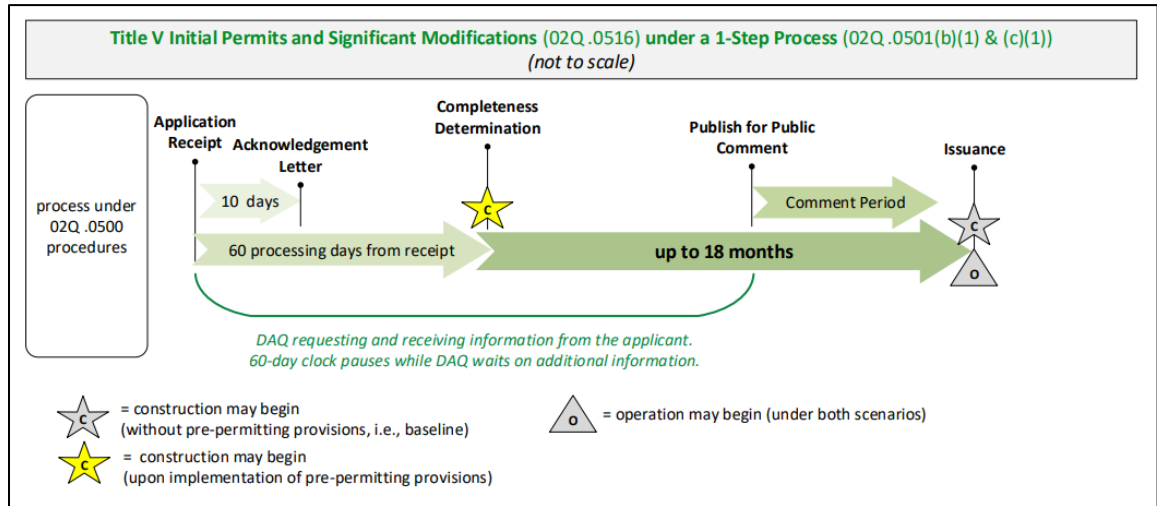 Title V Initial Permits and Significant Modifications (02Q .0516) under a 1-Step Process (02Q .0501(b)(1) & (c)(1))
(not to scale)
process under
02Q .0500
procedures
Application
Receipt
Acknowledgement
Letter
Completeness
Determination
Publish for Public
Comment
Issuance
10 days
C
Comment Period
C
60 processing days from receipt
up to 18 months
O
DAQ requesting and receiving information from the applicant.
60-day clock pauses while DAQ waits on additional information.
C
= construction may begin
(without pre-permitting provisions, i.e., baseline)
O
= operation may begin (under both scenarios)
C
= construction may begin
(upon implementation of pre-permitting provisions)